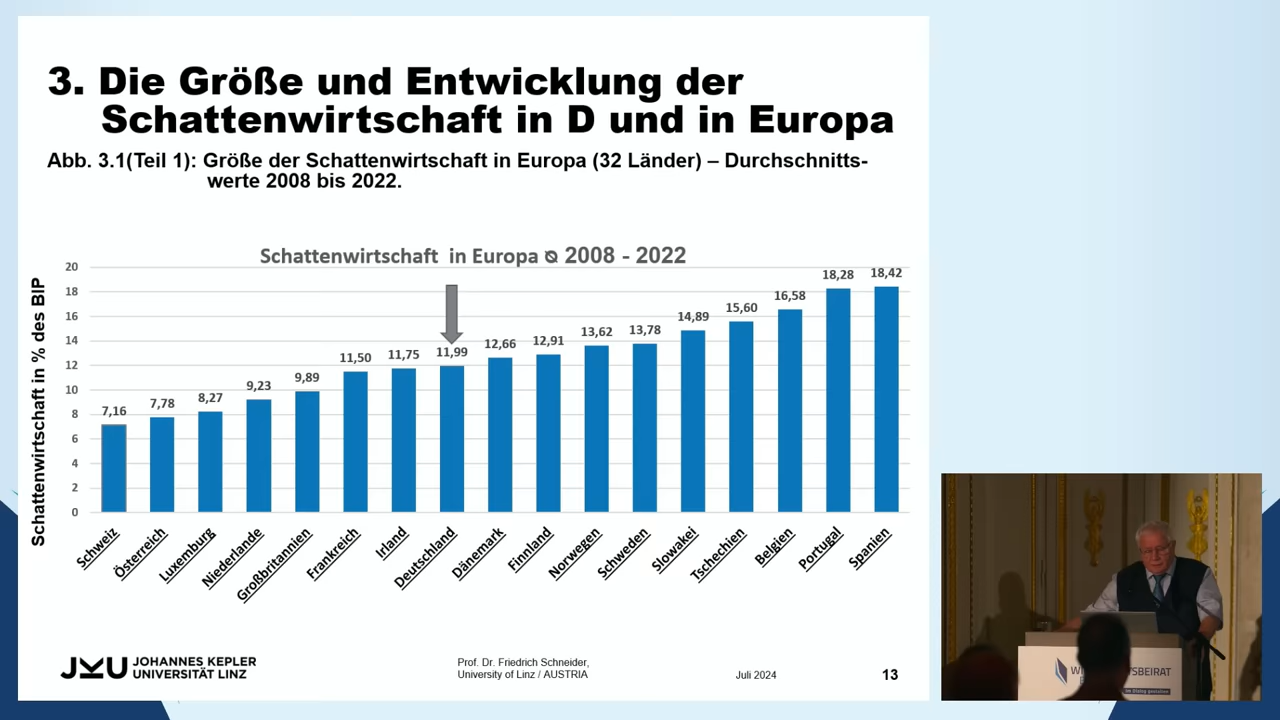 3. Die Größe und Entwicklung der
Schattenwirtschaft in D und in Europa
Abb. 3.1(Teil 1): Größe der Schattenwirtschaft in Europa (32 Länder) – Durchschnitts-
werte 2008 bis 2022.
Schattenwirtschaft in Europa ⦰ 2008 - 2022
Schattenwirtschaft in % des BIP
20
18
16
14
12
10
8
6
4
2
0
7,16
7,78
8,27
9,23
9,89
11,50
11,75
11,99
12,66
12,91
13,62
13,78
14,89
15,60
16,58
18,28
18,42
Schweiz
Österreich
Luxemburg
Niederlande
Großbritannien
Frankreich
Irland
Deutschland
Dänemark
Finnland
Norwegen
Schweden
Slowakei
Tschechien
Belgien
Portugal
Spanien
JKU JOHANNES KEPLER
UNIVERSITÄT LINZ
Prof. Dr. Friedrich Schneider,
University of Linz / AUSTRIA
Juli 2024
13